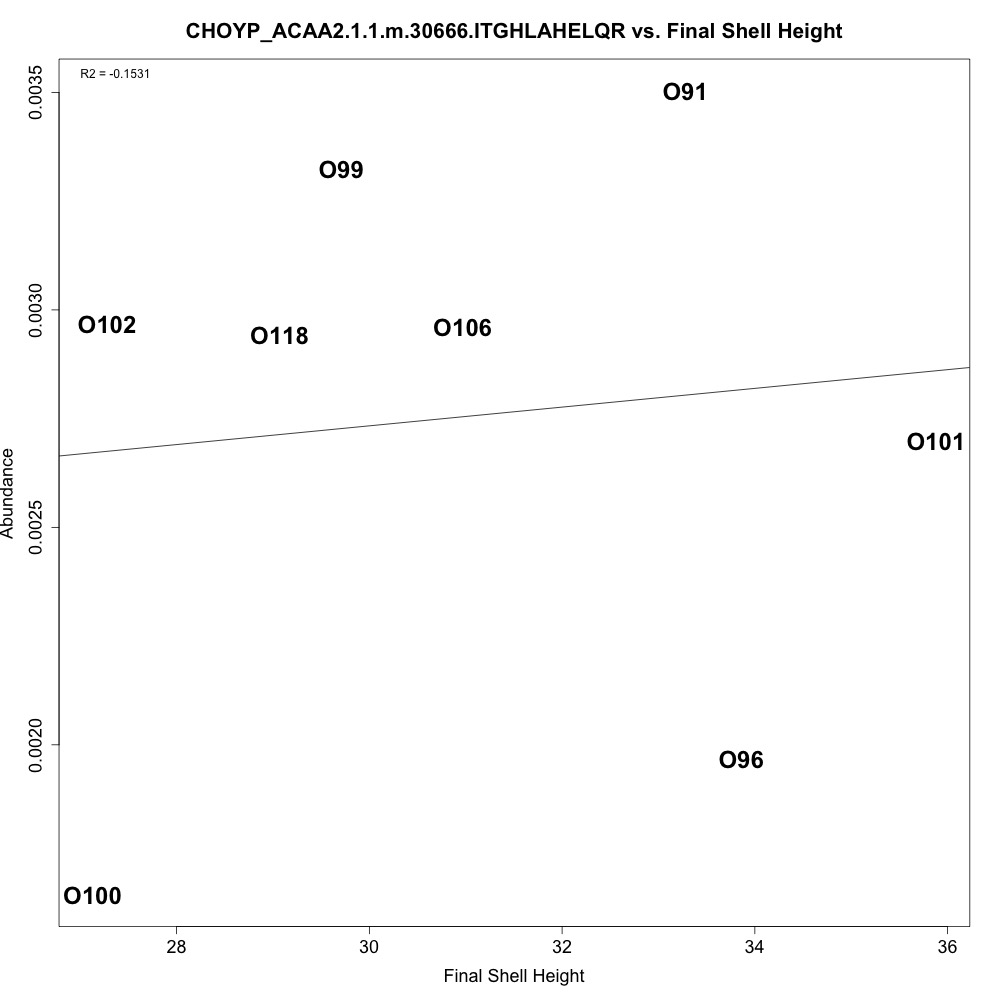 CHOYP_ACAA2.1.1.m.30666.ITGHLAHELQR vs. Final Shell Height
R2 = -0.1531
0.0035
O91
O99
0.0030
O102
O118
O106
O101
Abundance
0.0025
0.0020
O96
O100
28 30 32 34 36
Final Shell Height